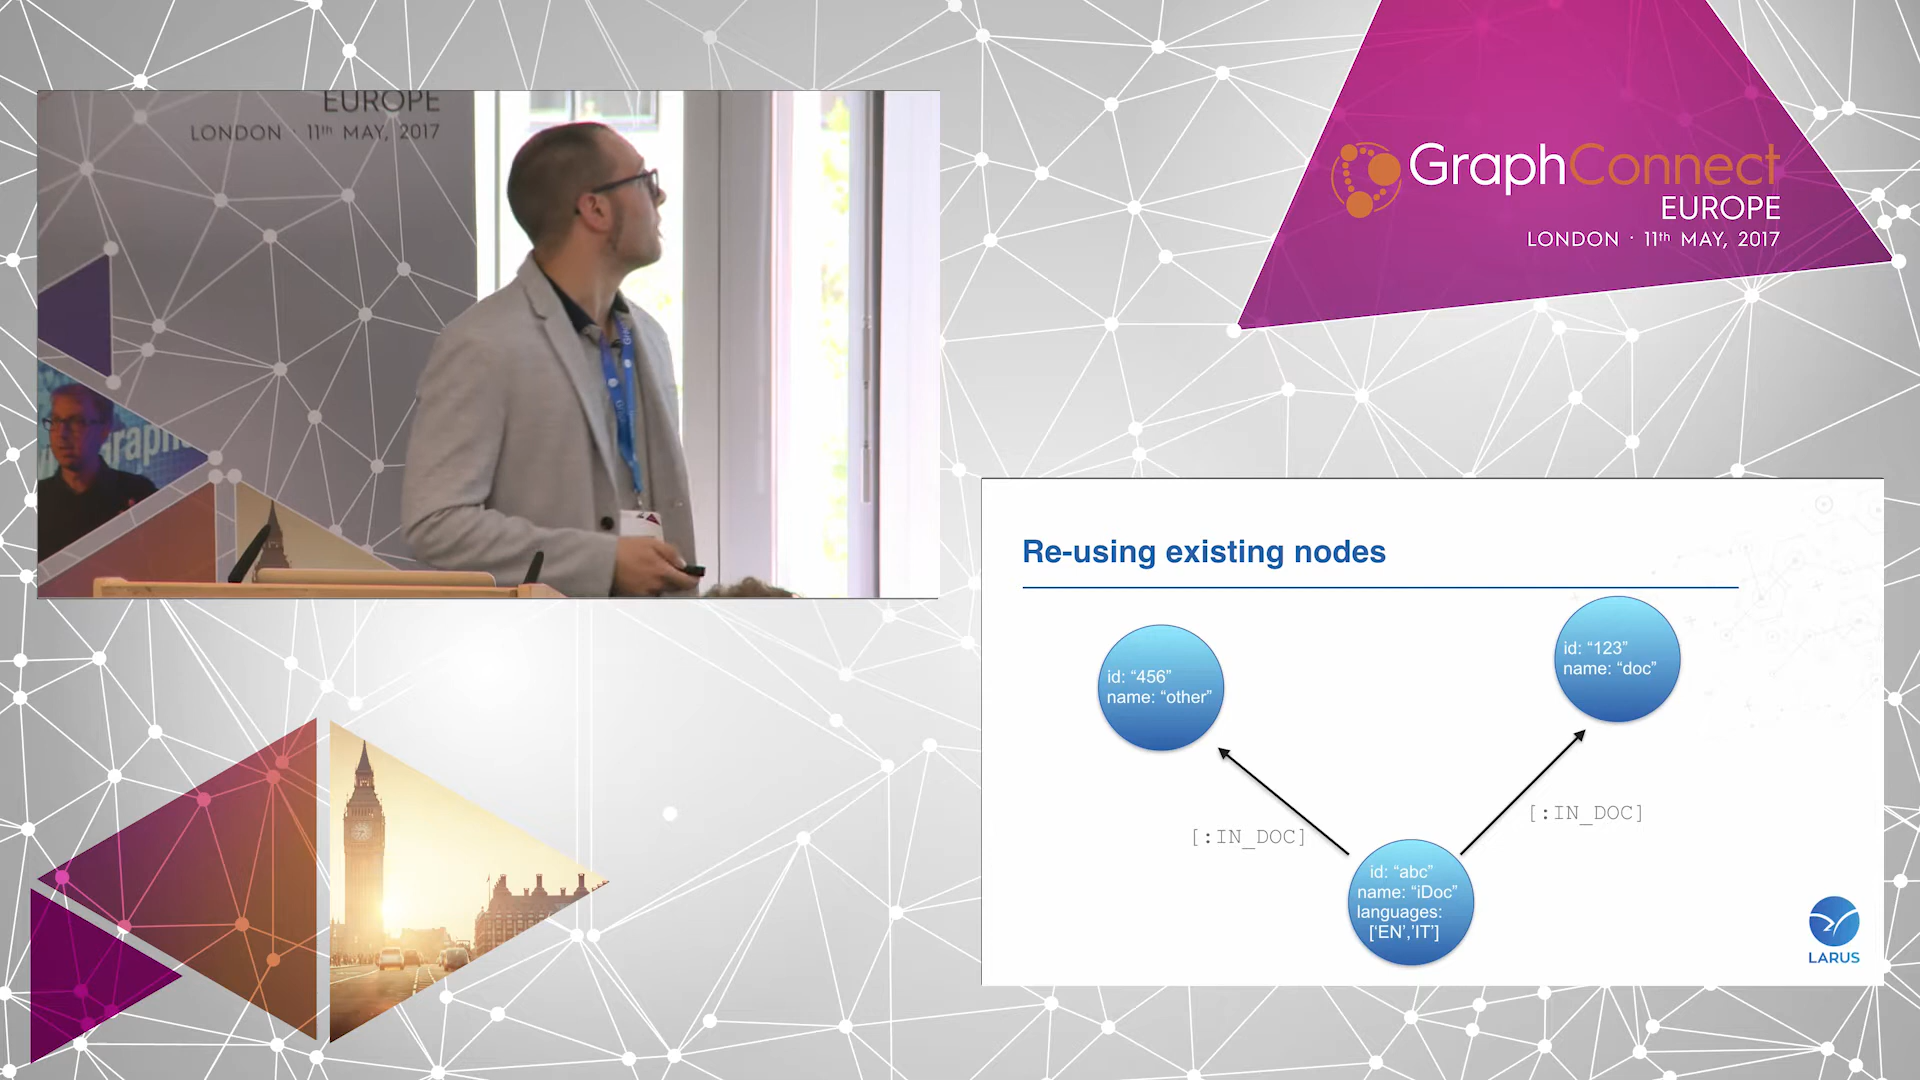 EUROPE
LONDON · 11th MAY, 2017
GraphConnect
EUROPE
LONDON · 11th MAY, 2017
Re-using existing nodes
id: “456”
name: “other”
id: “123”
name: “doc”
[:IN_DOC]
[:IN_DOC]
id: “abc”
name: “iDoc”
languages:
[‘EN’,’IT’]
LARUS